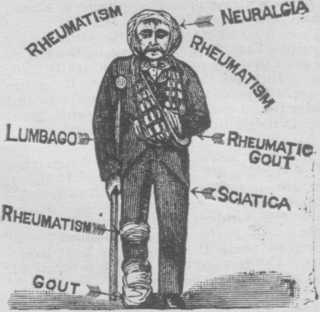 RHEUMATISM
NEURALGIA
RHEUMATISM
LUMBAGO
RHEUMATIC
GOUT
SCIATICA
RHEUMATISM
GOUT